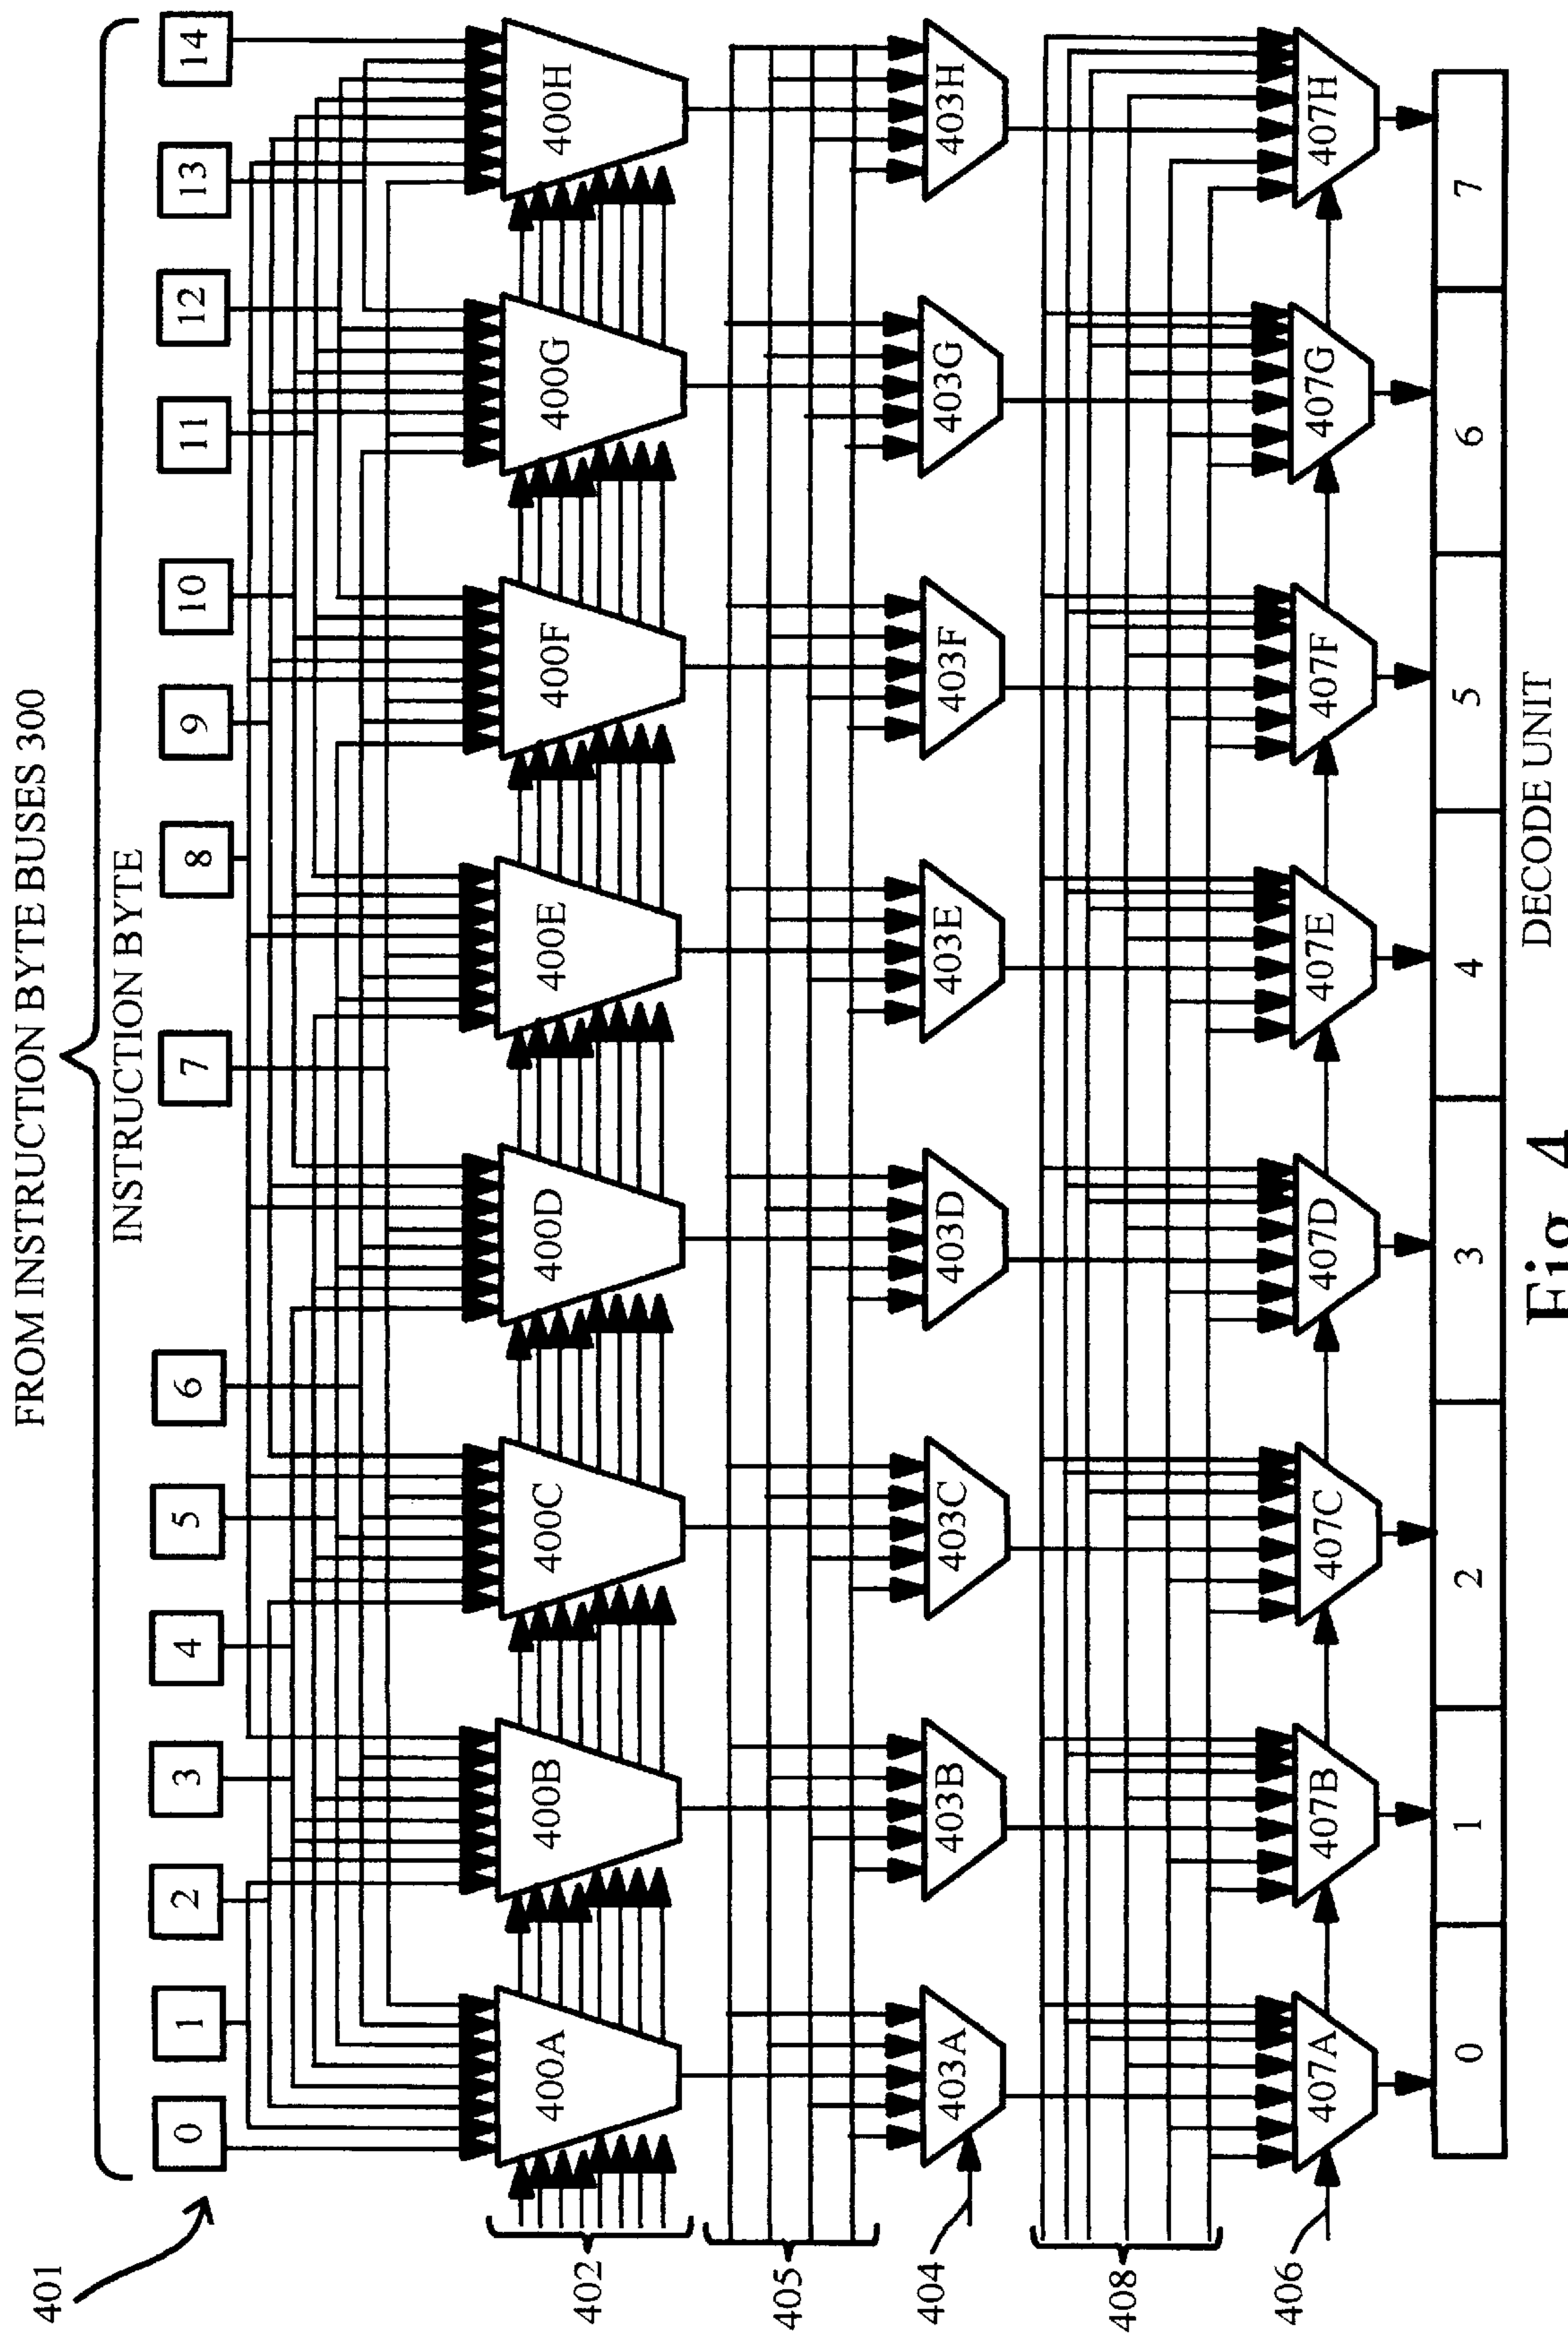 FROM INSTRUCTION BYTE BUSES 300
INSTRUCTION BYTE
401
0 1 2 3 4 5 6 7 8 9 10 11 12 13 14
402
400A 400B 400C 400D 400E 400F 400G 400H
405
404
403A 403B 403C 403D 403E 403F 403G 403H
408
406
407A 407B 407C 407D 407E 407F 407G 407H
0 1 2 3 4 5 6 7
DECODE UNIT
Fig. 4